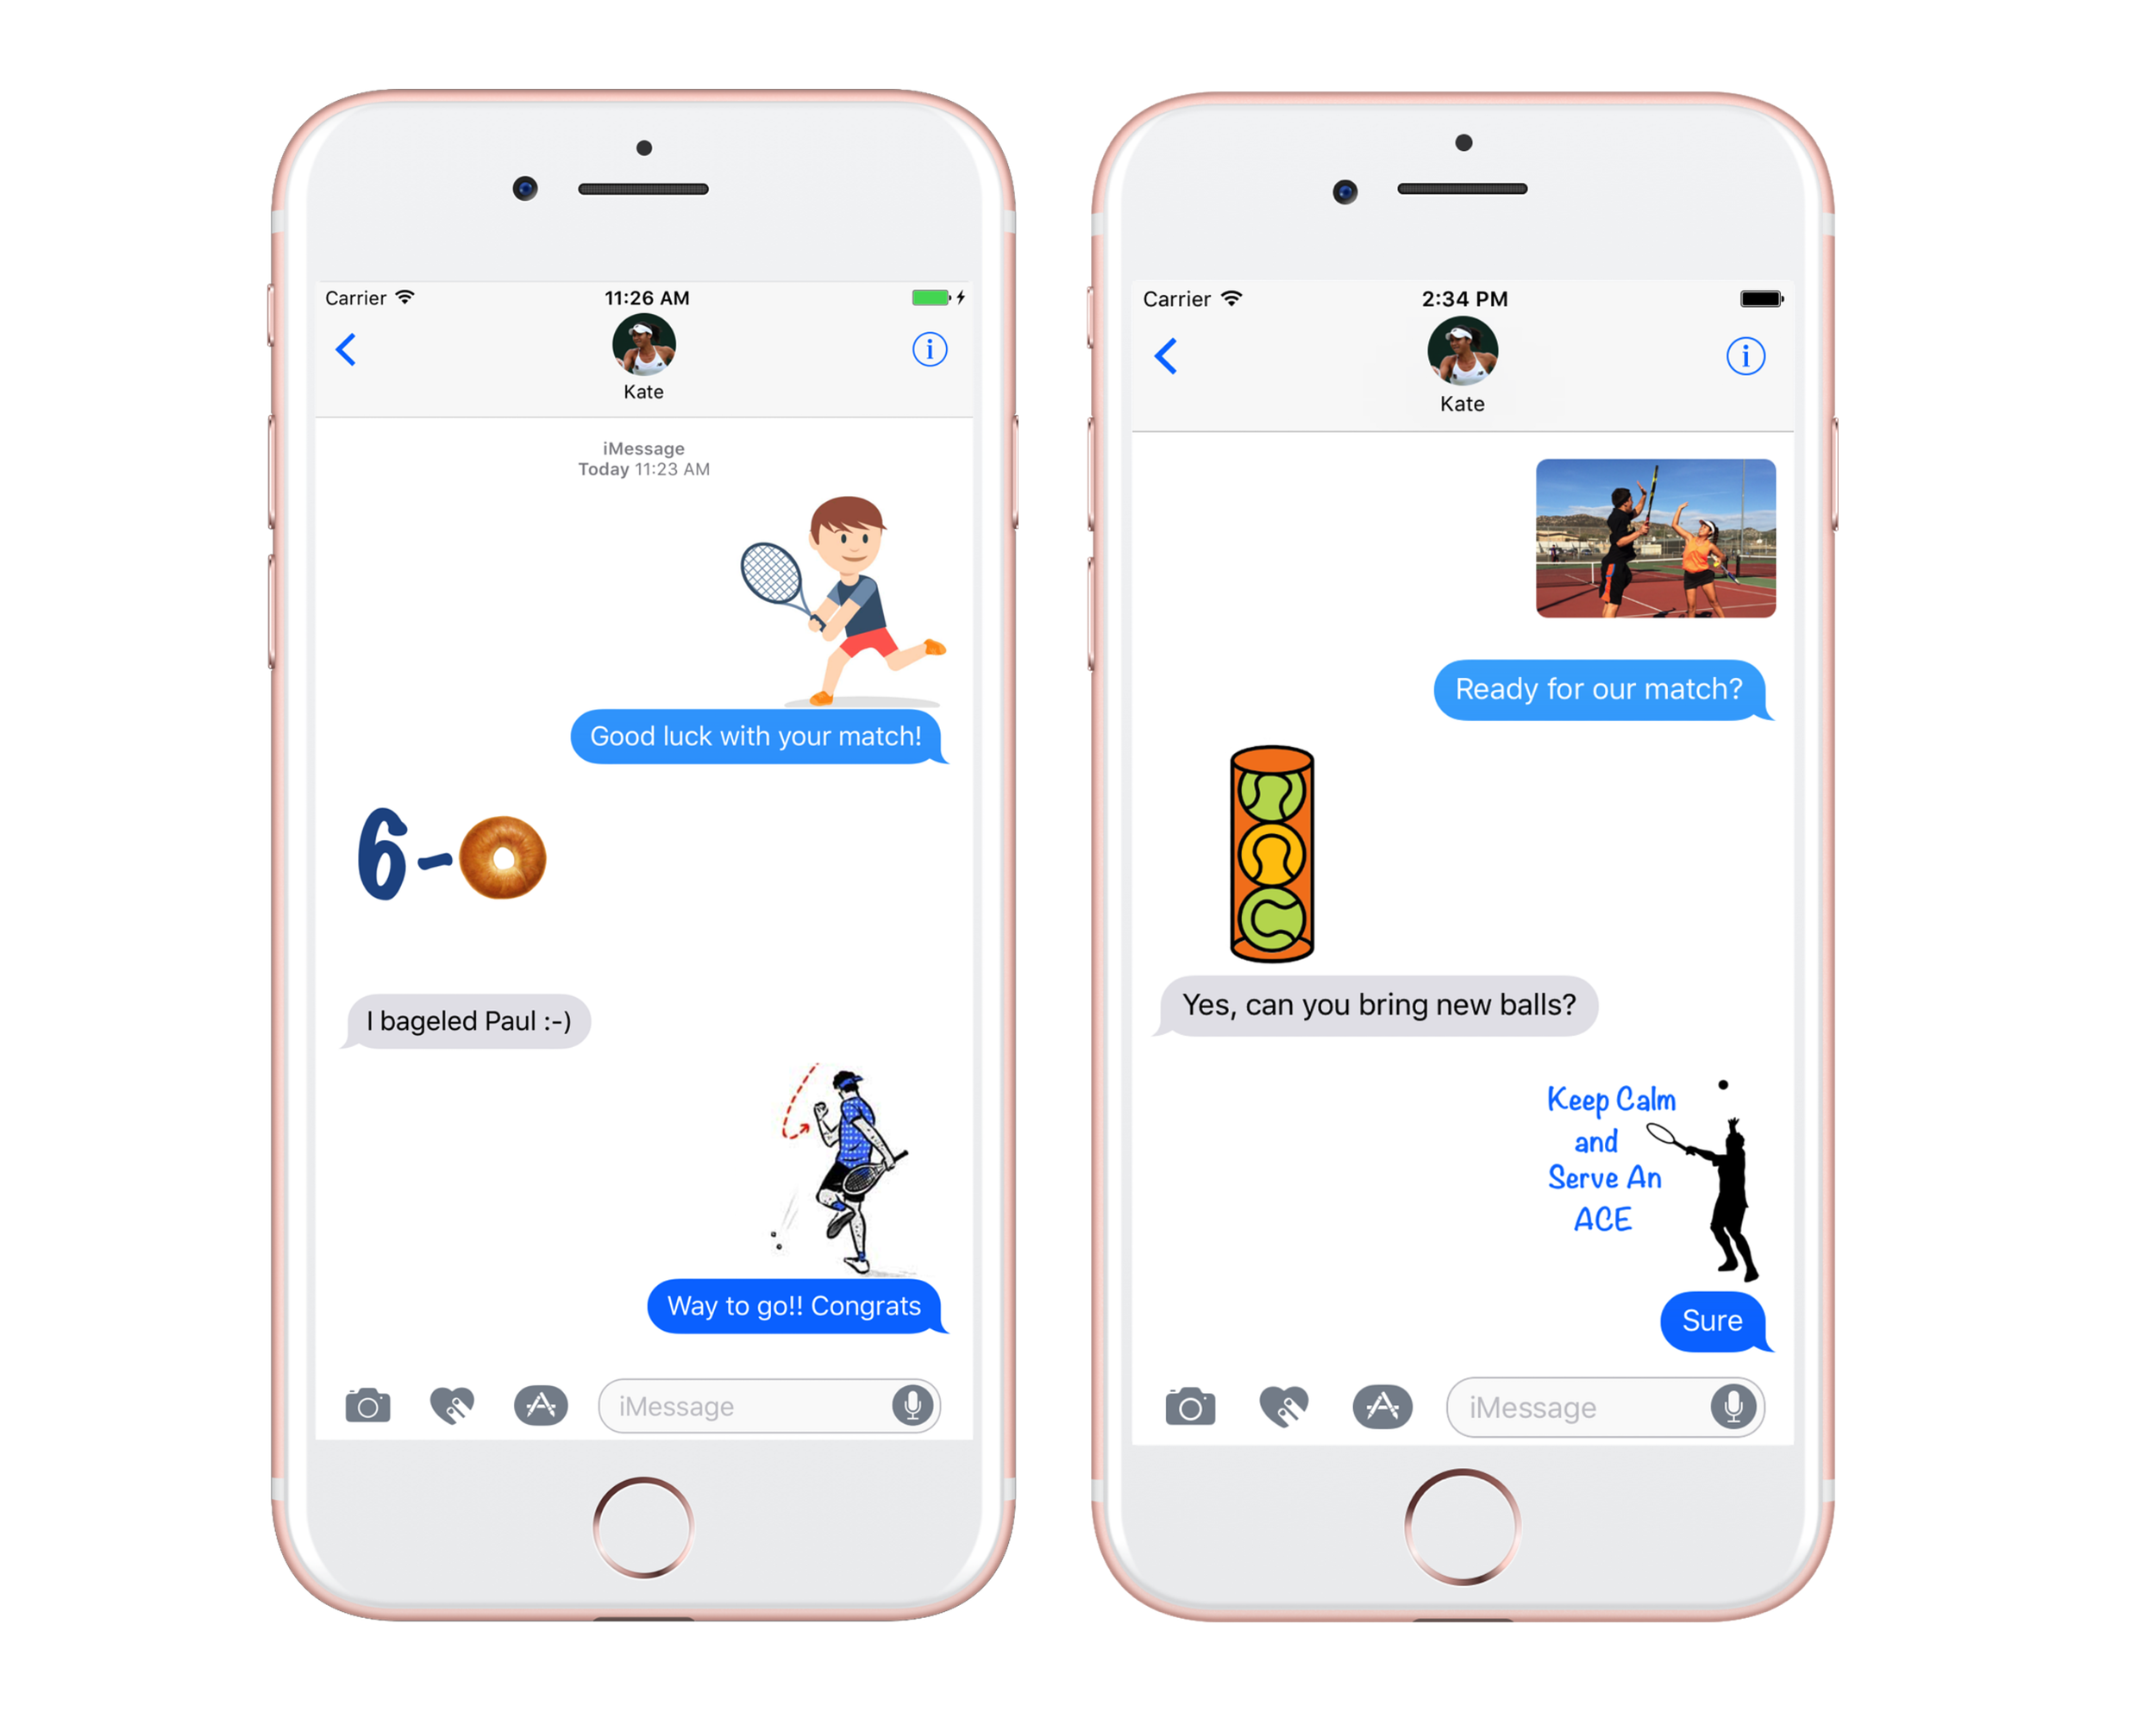 Carrier 11:26 AM
Kate
iMessage
Today 11:23 AM
Good luck with your match!
6-
I bageled Paul :-)
Way to go!! Congrats
iMessage
Carrier 2:34 PM
Kate
Ready for our match?
Yes, can you bring new balls?
Keep Calm
and
Serve An
ACE
Sure
iMessage